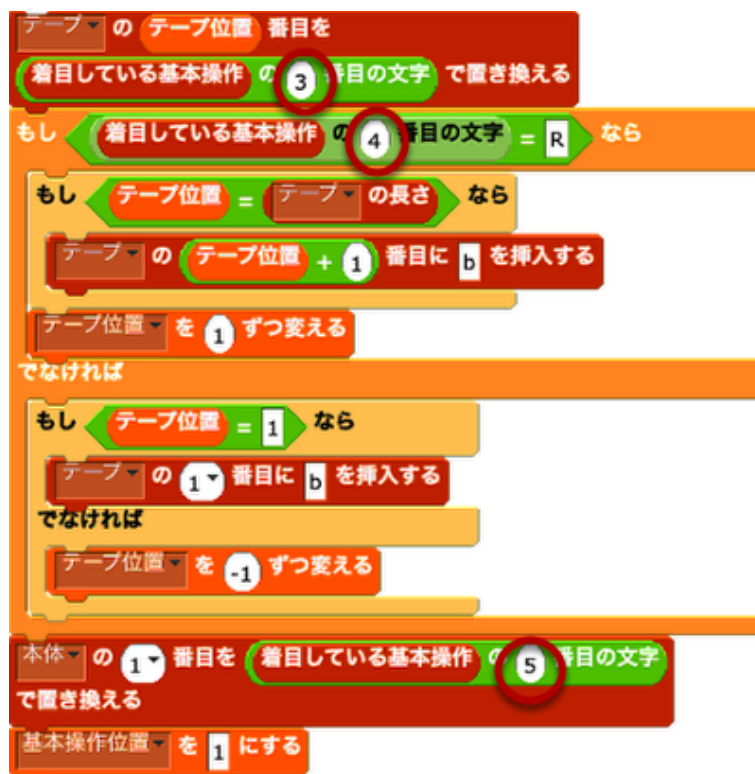 テープ の テープ位置 番目を
着目している基本操作 の 3 番目の文字 で置き換える
もし 着目している基本操作 の 4 番目の文字 = R なら
もし テープ位置 = テープ の長さ なら
テープ の テープ位置 + 1 番目に b を挿入する
テープ位置 を 1 ずつ変える
でなければ
もし テープ位置 = 1 なら
テープ の 1 番目に b を挿入する
でなければ
テープ位置 を -1 ずつ変える
本体 の 1 番目を 着目している基本操作 の 5 番目の文字
で置き換える
基本操作位置 を 1 にする